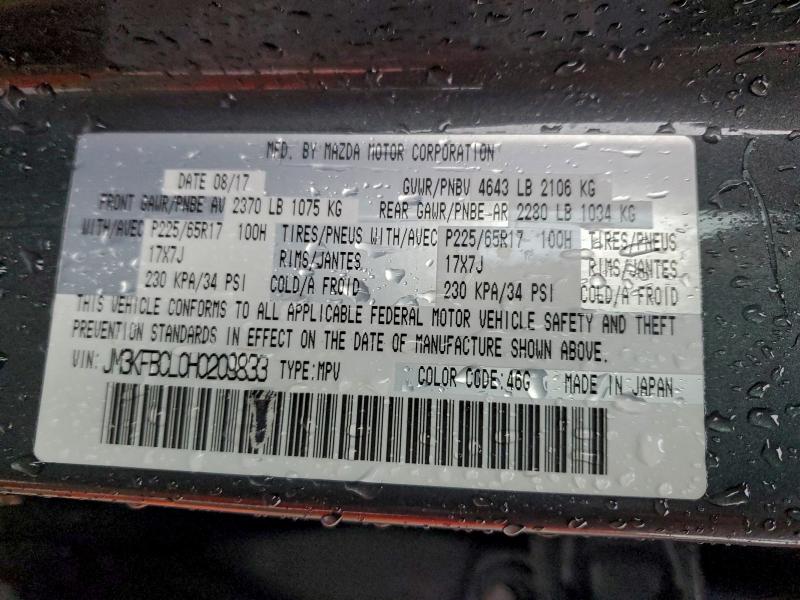 MFD. BY MAZDA MOTOR CORPORATION
DATE 08/17 GVWR/PNBV 4643 LB 2106 KG
FRONT GAWR/PNBE AV 2370 LB 1075 KG REAR GAWR/PNBE-AR 2280 LB 1034 KG
WITH/AVEC P225/65R17 100H TIRES/PNEUS WITH/AVEC P225/65R17 100H TIRES/PNEUS
17X7J RIMS/JANTES 17X7J RIMS/JANTES
230 KPA/34 PSI COLD/A FROID 230 KPA/34 PSI COLD/A FROID
THIS VEHICLE CONFORMS TO ALL APPLICABLE FEDERAL MOTOR VEHICLE SAFETY AND THEFT
PREVENTION STANDARDS IN EFFECT ON THE DATE OF MANUFACTURE SHOWN ABOVE.
VIN: JM3KFBCL0H0209833 TYPE:MPV COLOR CODE:46G MADE IN JAPAN